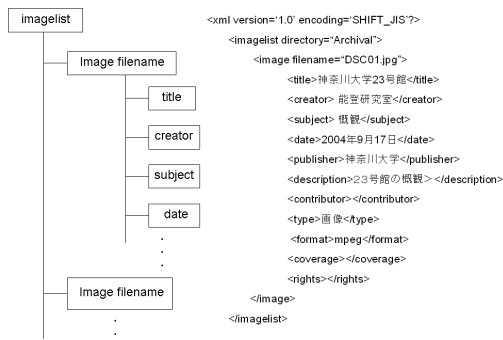 imagelist
Image filename
title
creator
subject
date
.
.
.
Image filename
.
.
<xml version='1.0' encoding='SHIFT_JIS'?>
<imagelist directory="Archival">
<image filename="DSC01.jpg">
<title>神奈川大学23号館</title>
<creator> 能登研究室</creator>
<subject> 概観</subject>
<date>2004年9月17日</date>
<publisher>神奈川大学</publisher>
<description>23号館の概観> </description>
<contributor></contributor>
<type>画像</type>
<format>mpeg</format>
<coverage></coverage>
<rights></rights>
</image>
</imagelist>